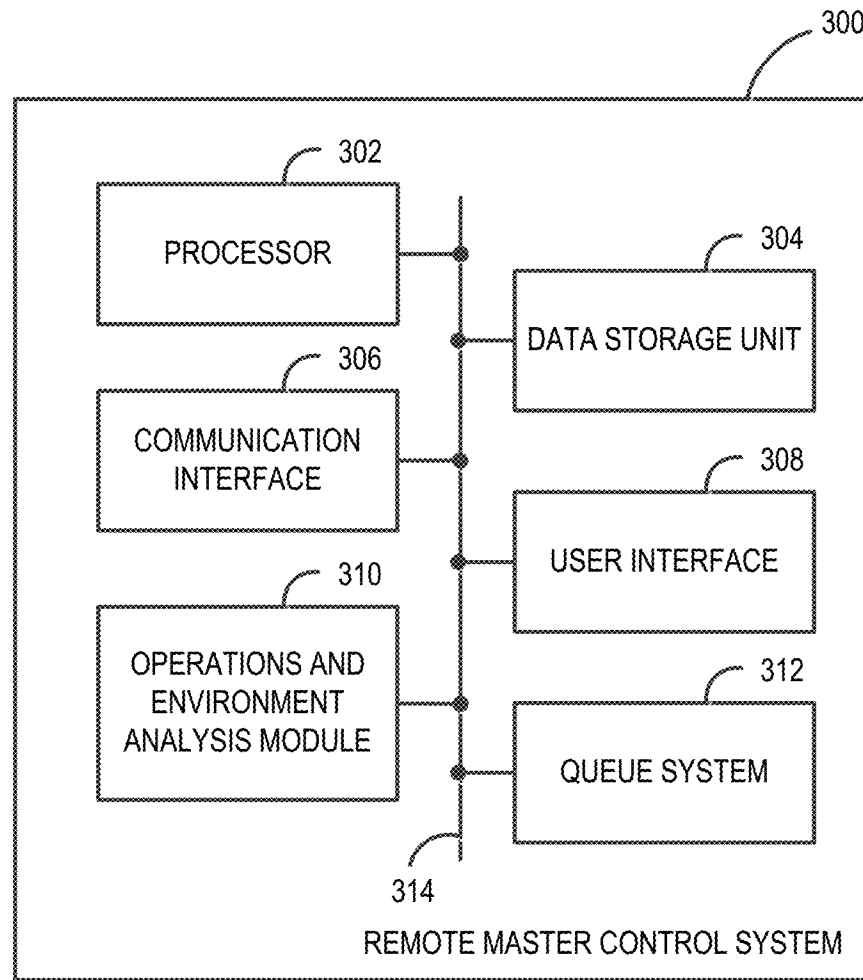 300
302
PROCESSOR
304
DATA STORAGE UNIT
306
COMMUNICATION
INTERFACE
308
USER INTERFACE
310
OPERATIONS AND
ENVIRONMENT
ANALYSIS MODULE
312
QUEUE SYSTEM
314
REMOTE MASTER CONTROL SYSTEM